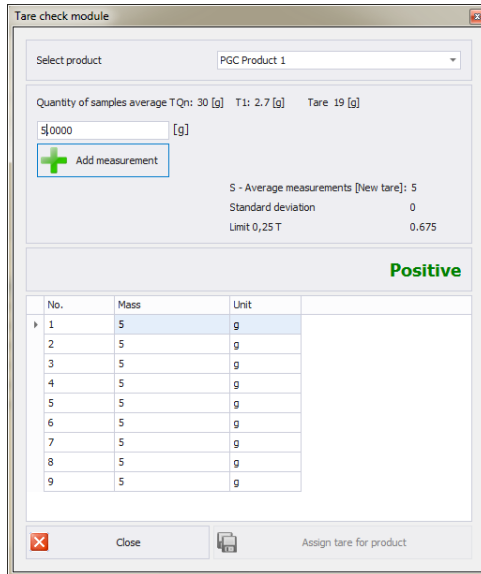 Tare check module
Select product PGC Product 1
Quantity of samples average TQn: 30 [g] T1: 2.7 [g] Tare 19 [g]
5,0000 [g]
Add measurement
S - Average measurements [New tare]: 5
Standard deviation 0
Limit 0,25 T 0.675
Positive
No. Mass Unit
1 5 g
2 5 g
3 5 g
4 5 g
5 5 g
6 5 g
7 5 g
8 5 g
9 5 g
Close Assign tare for product